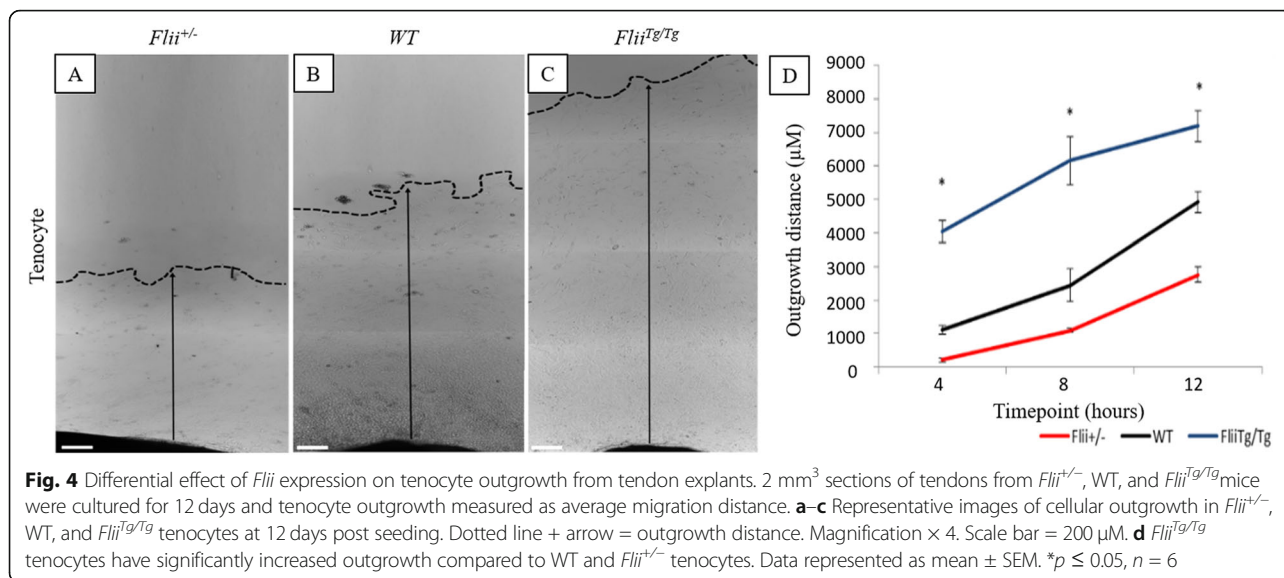 Flii+/-
WT
FliiTg/Tg
A
B
C
D
Tenocyte
Outgrowth distance (µM)
9000
8000
7000
6000
5000
4000
3000
2000
1000
0
*
*
*
4
8
12
Timepoint (hours)
Flii+/-
WT
FliiTg/Tg
Fig. 4 Differential effect of Flii expression on tenocyte outgrowth from tendon explants. 2 mm³ sections of tendons from Flii+/−, WT, and FliiTg/Tg mice
were cultured for 12 days and tenocyte outgrowth measured as average migration distance. a–c Representative images of cellular outgrowth in Flii+/−,
WT, and FliiTg/Tg tenocytes at 12 days post seeding. Dotted line + arrow = outgrowth distance. Magnification × 4. Scale bar = 200 µM. d FliiTg/Tg
tenocytes have significantly increased outgrowth compared to WT and Flii+/− tenocytes. Data represented as mean ± SEM. *p ≤ 0.05, n = 6